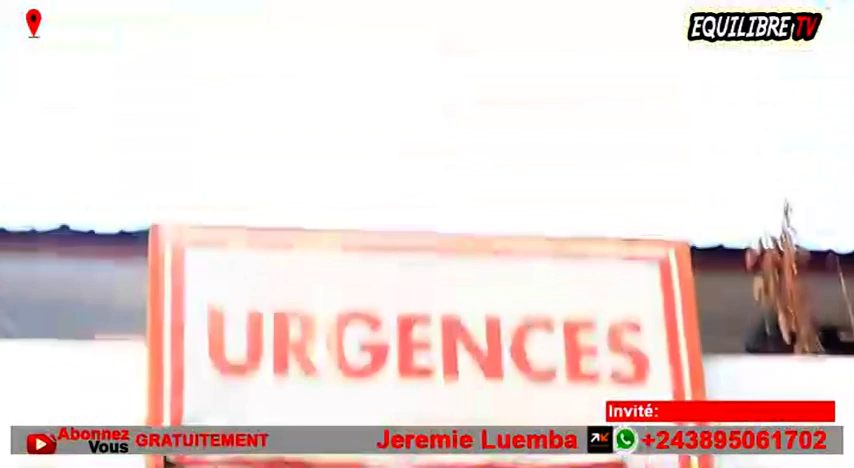 EQUILIBRE TV
URGENCES
Invité:
Abonnez
Vous
GRATUITEMENT
Jeremie Luemba
+243895061702